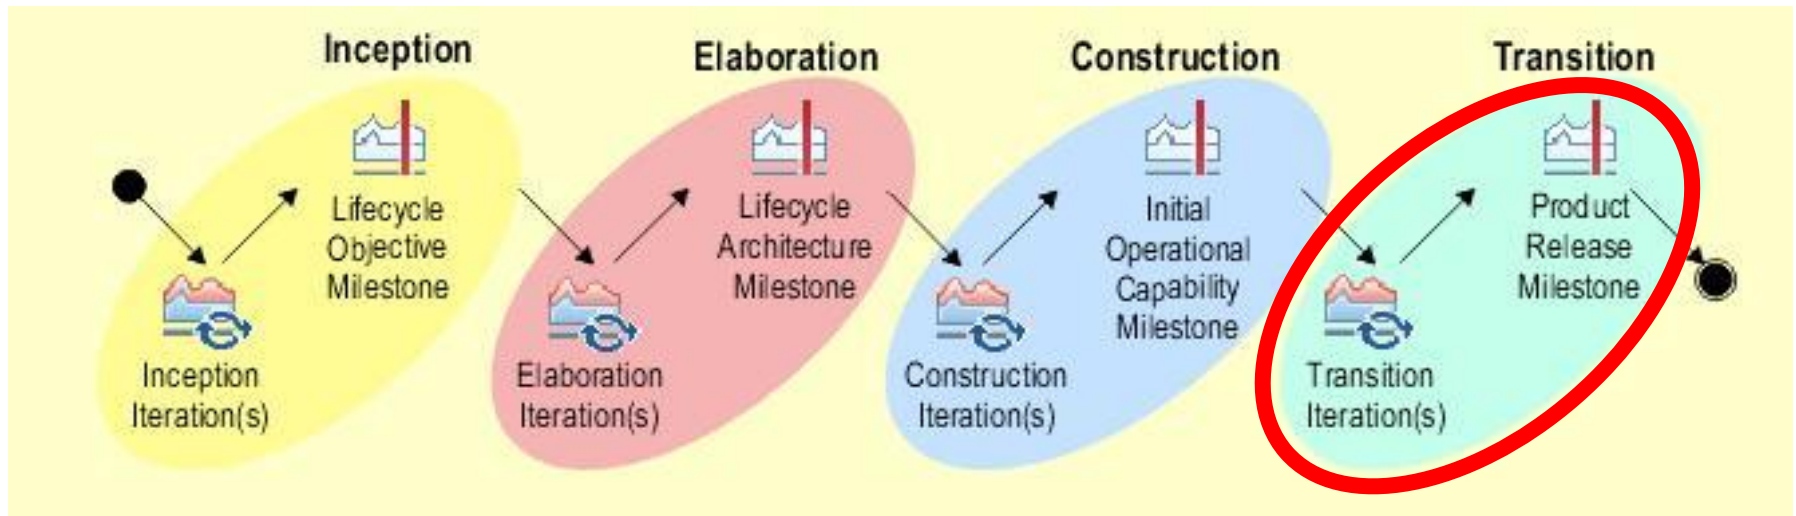 Inception
Elaboration
Construction
Transition
Lifecycle
Objective
Milestone
Inception
Iteration(s)
Lifecycle
Architecture
Milestone
Elaboration
Iteration(s)
Initial
Operational
Capability
Milestone
Construction
Iteration(s)
Product
Release
Milestone
Transition
Iteration(s)